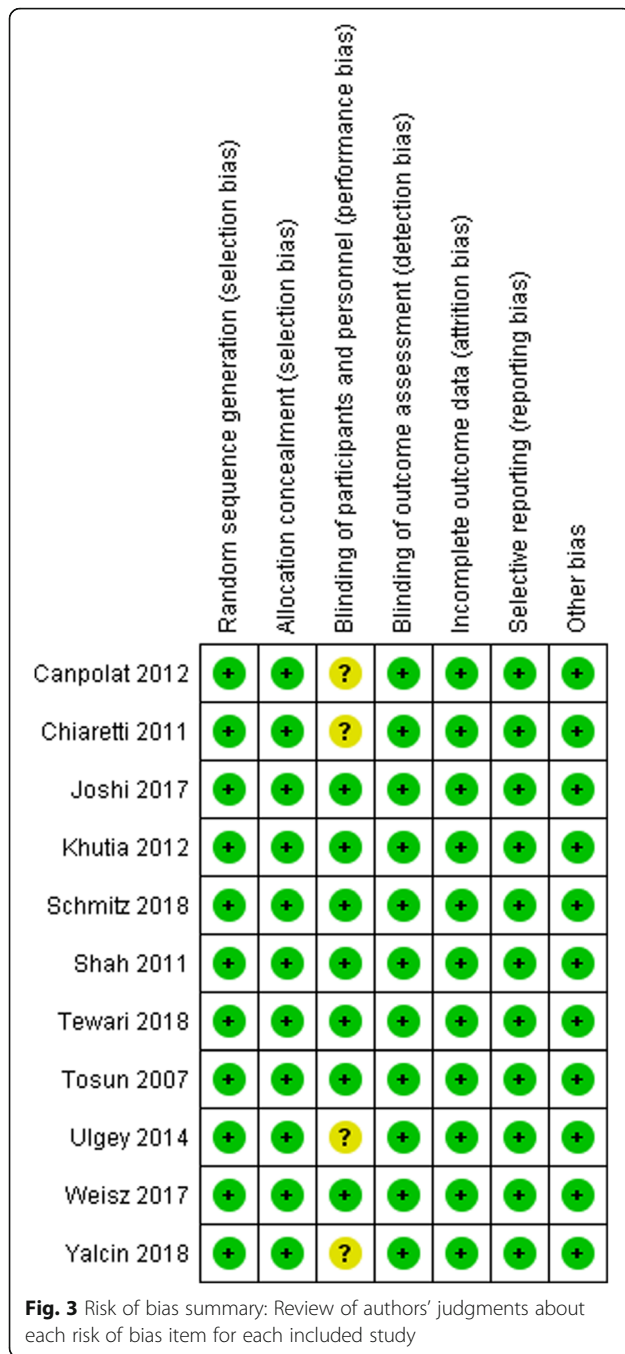 Random sequence generation (selection bias)
Allocation concealment (selection bias)
Blinding of participants and personnel (performance bias)
Blinding of outcome assessment (detection bias)
Incomplete outcome data (attrition bias)
Selective reporting (reporting bias)
Other bias
Canpolat 2012 + + ? + + + +
Chiaretti 2011 + + ? + + + +
Joshi 2017 + + + + + + +
Khutia 2012 + + + + + + +
Schmitz 2018 + + + + + + +
Shah 2011 + + + + + + +
Tewari 2018 + + + + + + +
Tosun 2007 + + + + + + +
Ulgey 2014 + + ? + + + +
Weisz 2017 + + + + + + +
Yalcin 2018 + + ? + + + +
Fig. 3 Risk of bias summary: Review of authors’ judgments about
each risk of bias item for each included study